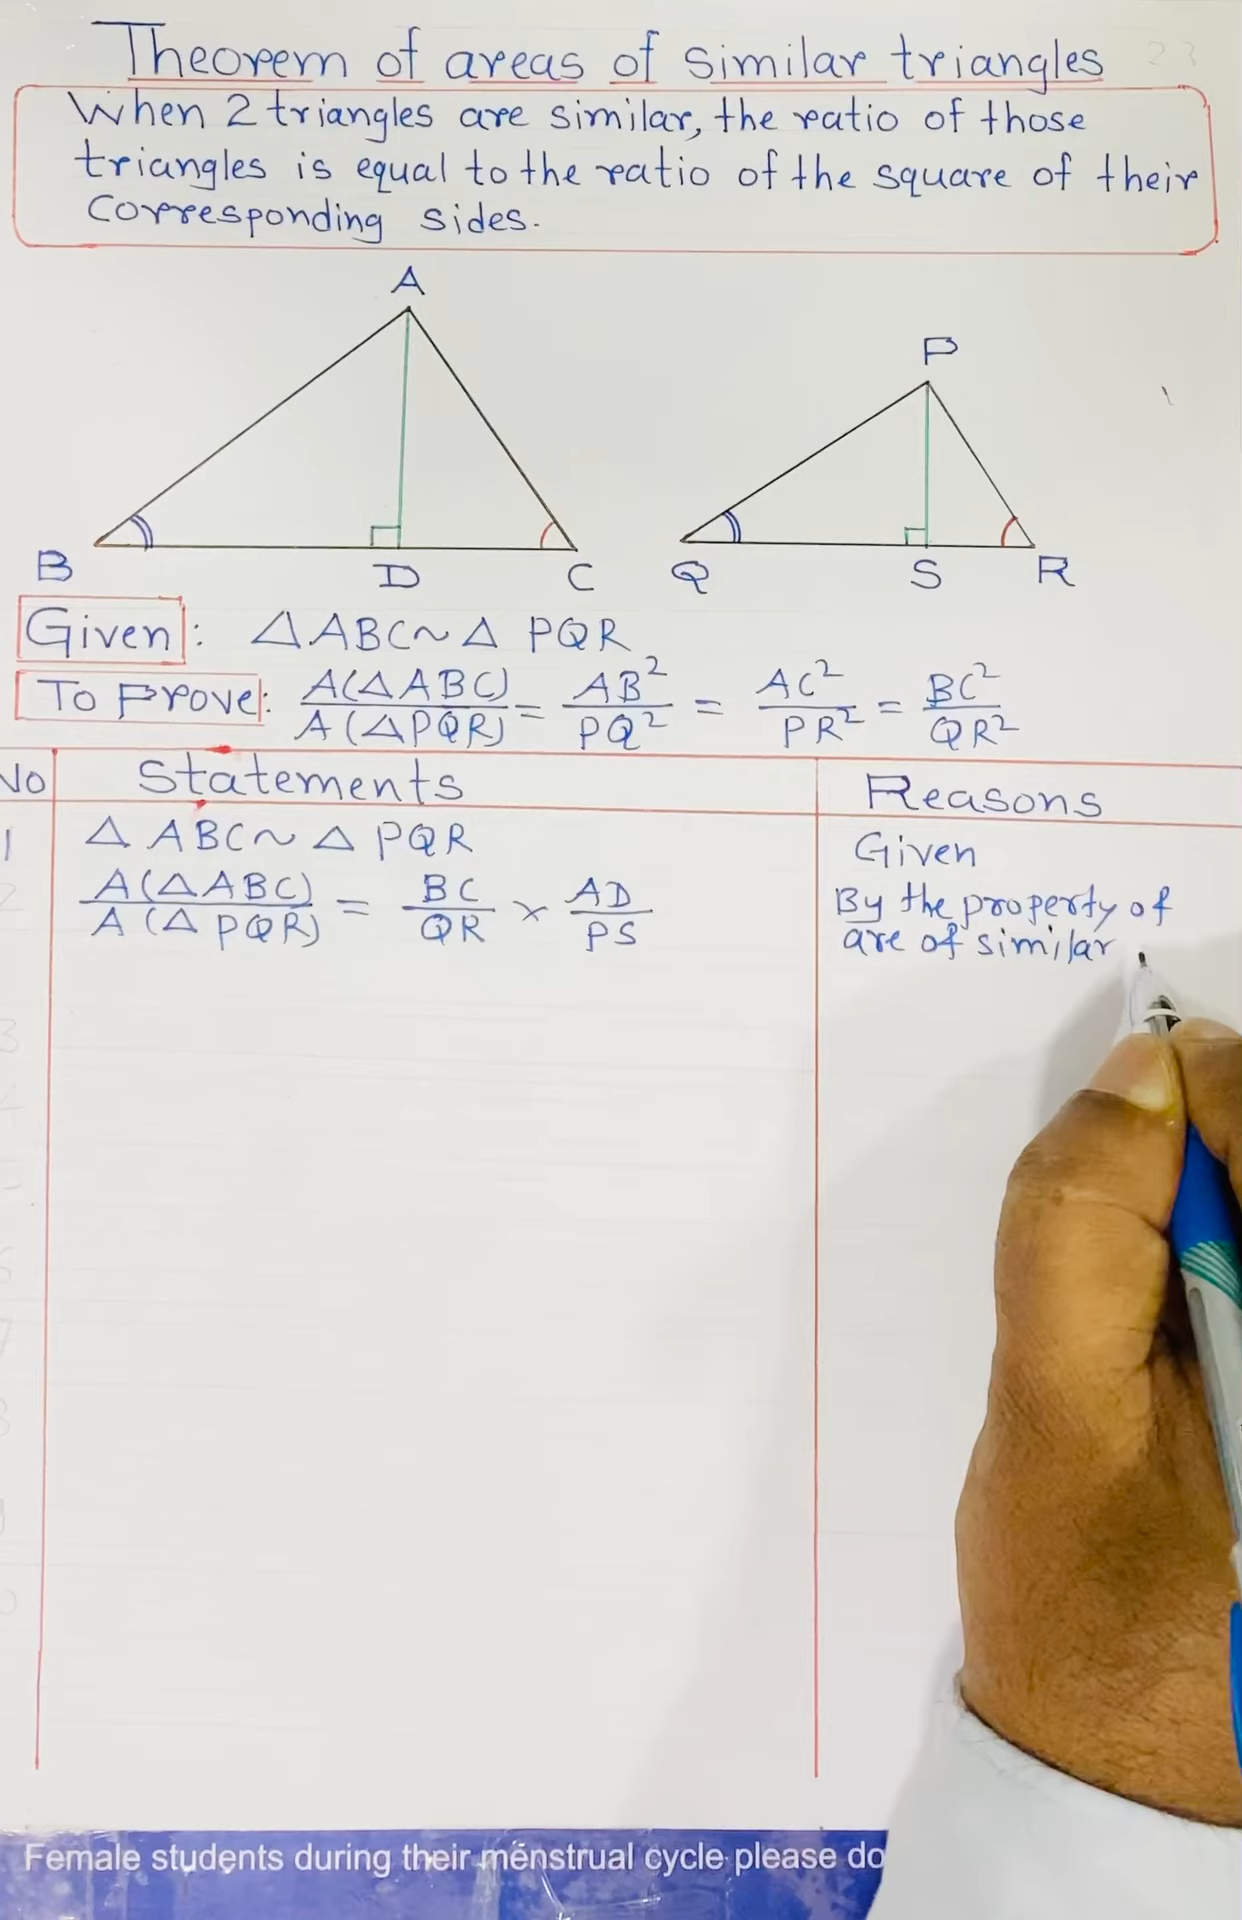 Theorem of areas of similar triangles
When 2 triangles are similar, the ratio of those
triangles is equal to the ratio of the square of their
corresponding sides.
A
P
B
D
C
Q
S
R
Given : △ABC ~ △ PQR
To Prove : A(△ABC)/A(△PQR) = AB²/PQ² = AC²/PR² = BC²/QR²
No Statements Reasons
1 △ ABC ~ △ PQR Given
2 A(△ABC)/A(△PQR) = BC/QR × AD/PS By the property of
are of similar
3
4
Female students during their menstrual cycle please do